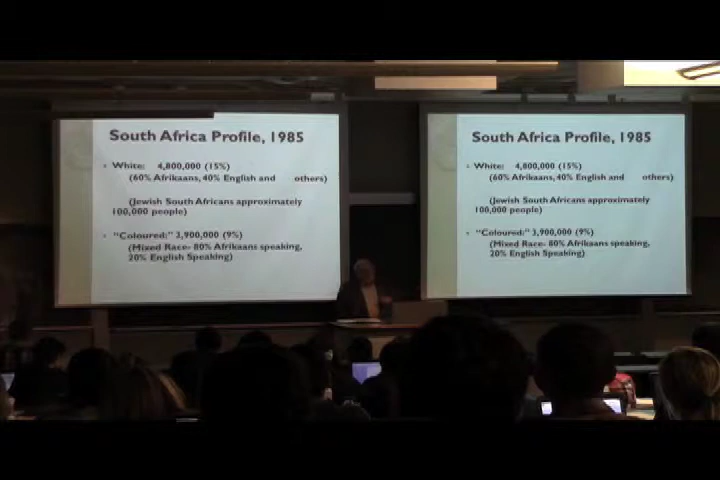 South Africa Profile, 1985
• White: 4,800,000 (15%)
(60% Afrikaans, 40% English and others)
(Jewish South Africans approximately
100,000 people)
• "Coloured:" 3,900,000 (9%)
(Mixed Race- 80% Afrikaans speaking,
20% English Speaking)
South Africa Profile, 1985
• White: 4,800,000 (15%)
(60% Afrikaans, 40% English and others)
(Jewish South Africans approximately
100,000 people)
• "Coloured:" 3,900,000 (9%)
(Mixed Race- 80% Afrikaans speaking,
20% English Speaking)